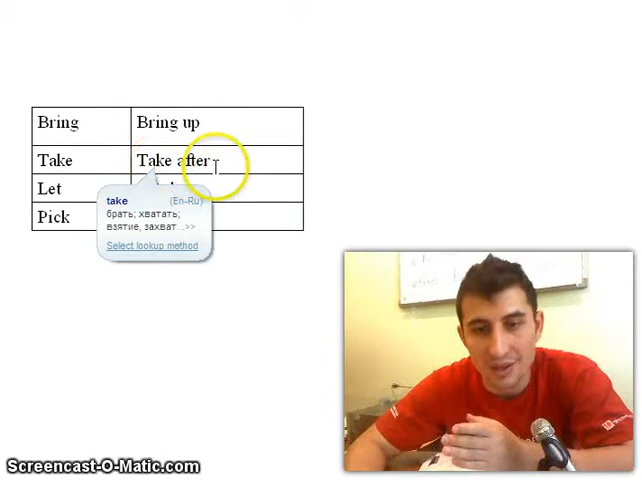 Bring Bring up
Take Take after
Let
Pick
take (En-Ru)
брать; хватать;
взятие, захват...>>
Select lookup method
Screencast-O-Matic.com